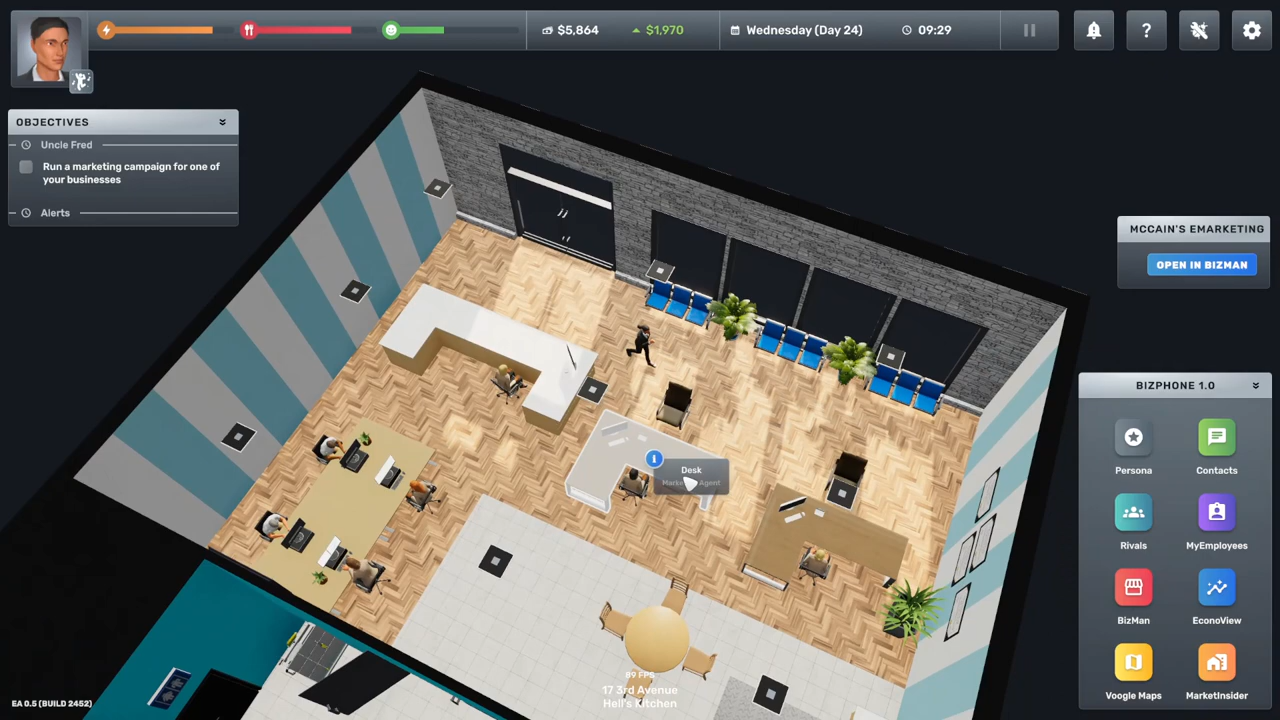 $5,864
$1,970
Wednesday (Day 24)
09:29
?
OBJECTIVES
Uncle Fred
Run a marketing campaign for one of
your businesses
Alerts
MCCAIN'S EMARKETING
OPEN IN BIZMAN
BIZPHONE 1.0
Persona
Contacts
Rivals
MyEmployees
BizMan
EconoView
Voogle Maps
MarketInsider
i
Desk
Agent
89 FPS
17 3rd Avenue
Hell's Kitchen
EA 0.5 (BUILD 2452)